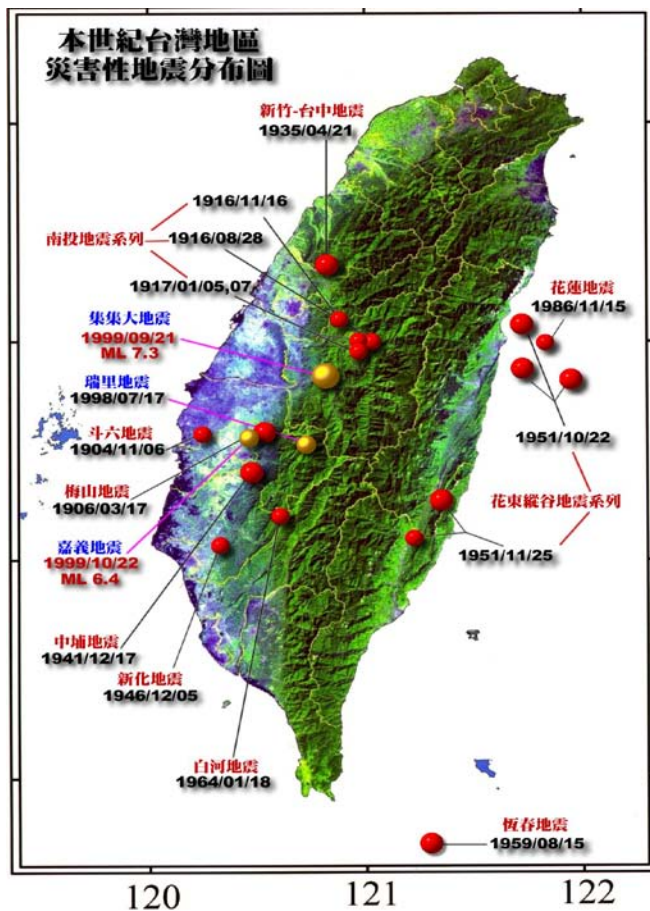 本世紀台灣地區
災害性地震分布圖
新竹-台中地震
1935/04/21
1916/11/16
南投地震系列
1916/08/28
1917/01/05,07
花蓮地震
1986/11/15
集集大地震
1999/09/21
ML 7.3
瑞里地震
1998/07/17
斗六地震
1904/11/06
1951/10/22
梅山地震
1906/03/17
花東縱谷地震系列
嘉義地震
1999/10/22
ML 6.4
1951/11/25
中埔地震
1941/12/17
新化地震
1946/12/05
白河地震
1964/01/18
恆春地震
1959/08/15
120
121
122